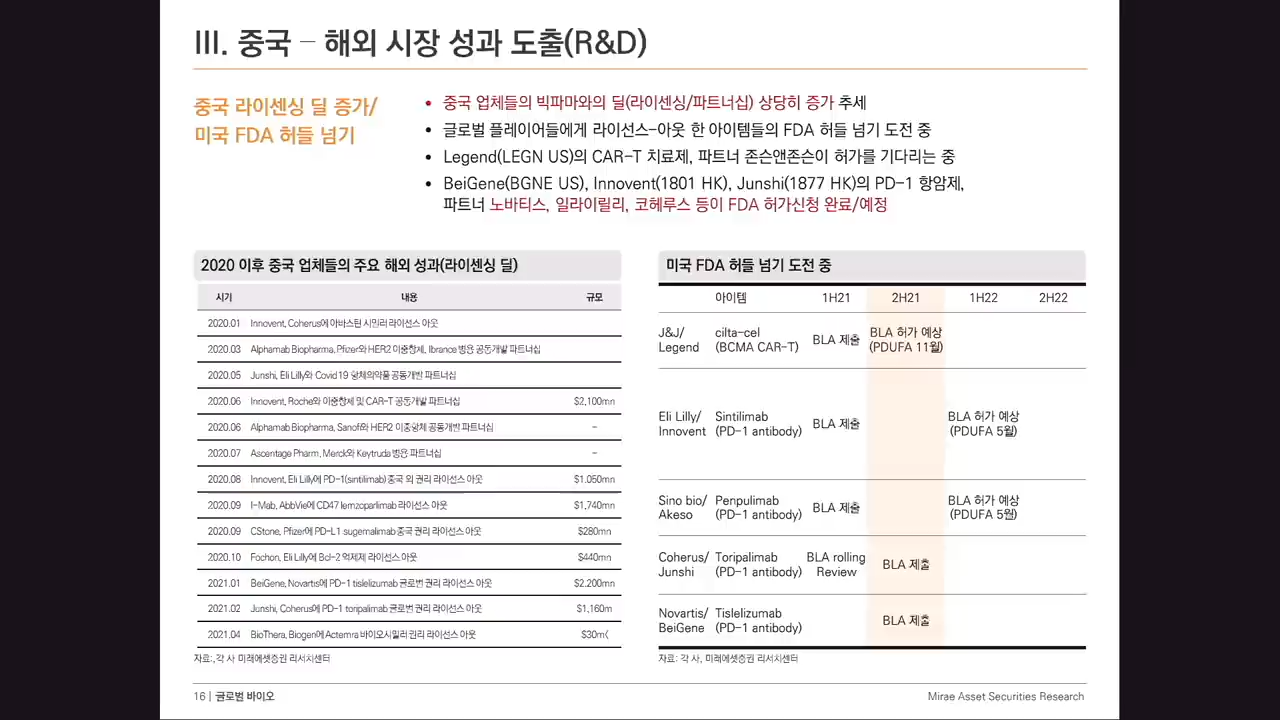 III. 중국 – 해외 시장 성과 도출(R&D)
중국 라이센싱 딜 증가/
미국 FDA 허들 넘기
• 중국 업체들의 빅파마와의 딜(라이센싱/파트너십) 상당히 증가 추세
• 글로벌 플레이어들에게 라이선스-아웃 한 아이템들의 FDA 허들 넘기 도전 중
• Legend(LEGN US)의 CAR-T 치료제, 파트너 존슨앤존슨이 허가를 기다리는 중
• BeiGene(BGNE US), Innovent(1801 HK), Junshi(1877 HK)의 PD-1 항암제,
파트너 노바티스, 일라이릴리, 코헤루스 등이 FDA 허가신청 완료/예정
2020 이후 중국 업체들의 주요 해외 성과(라이센싱 딜)
시기 내용 규모
2020.01 Innovent, Coherus에 아바스틴 시밀러 라이선스 아웃
2020.03 Alphamab Biopharma, Pfizer와 HER2 이중항체, Ibrance 병용 공동개발 파트너십
2020.05 Junshi, Eli Lilly와 Covid19 항체의약품 공동개발 파트너십
2020.06 Innovent, Roche와 이중항체 및 CAR-T 공동개발 파트너십 $2,100mn
2020.06 Alphamab Biopharma, Sanofi와 HER2 이중항체 공동개발 파트너십 -
2020.07 Ascentage Pharm, Merck와 Keytruda 병용 파트너십 -
2020.08 Innovent, Eli Lilly에 PD-1(sintilimab) 중국 외 권리 라이선스 아웃 $1,050mn
2020.09 I-Mab, AbbVie에 CD47 lemzoparlimab 라이선스 아웃 $1,740mn
2020.09 CStone, Pfizer에 PD-L1 sugemalimab 중국 권리 라이선스 아웃 $280mn
2020.10 Fochon, Eli Lilly에 Bcl-2 억제제 라이선스 아웃 $440mn
2021.01 BeiGene, Novartis에 PD-1 tislelizumab 글로벌 권리 라이선스 아웃 $2,200mn
2021.02 Junshi, Coherus에 PD-1 toripalimab 글로벌 권리 라이선스 아웃 $1,160m
2021.04 BioThera, Biogen에 Actemra 바이오시밀러 권리 라이선스 아웃 $30m(
자료:, 각 사 미래에셋증권 리서치센터
미국 FDA 허들 넘기 도전 중
아이템 1H21 2H21 1H22 2H22
J&J/ cilta-cel BLA 제출 BLA 허가 예상
Legend (BCMA CAR-T) (PDUFA 11월)
Eli Lilly/ Sintilimab BLA 제출 BLA 허가 예상
Innovent (PD-1 antibody) (PDUFA 5월)
Sino bio/ Penpulimab BLA 제출 BLA 허가 예상
Akeso (PD-1 antibody) (PDUFA 5월)
Coherus/ Toripalimab BLA rolling BLA 제출
Junshi (PD-1 antibody) Review
Novartis/ Tislelizumab BLA 제출
BeiGene (PD-1 antibody)
자료: 각 사, 미래에셋증권 리서치센터
16 | 글로벌 바이오
Mirae Asset Securities Research